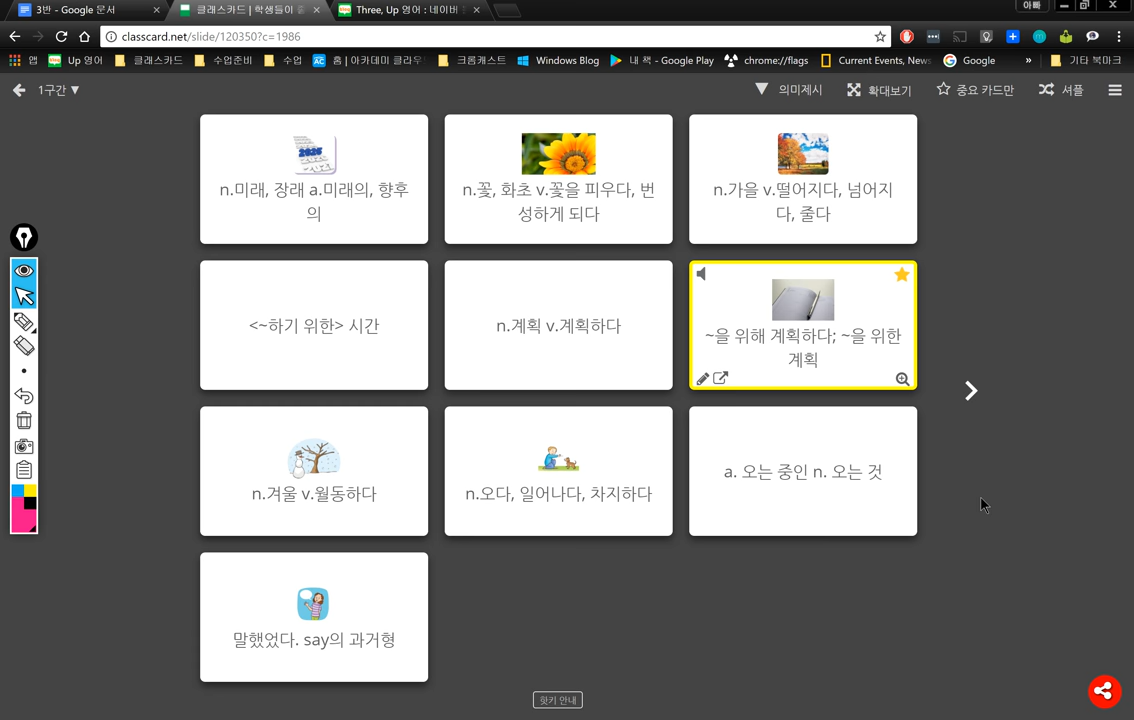 3반 - Google 문서
클래스카드 | 학생들이 좋
Three, Up 영어 : 네이버
아빠
classcard.net/slide/120350?c=1986
앱
Up 영어
클래스카드
수업준비
수업
홈 | 아카데미 클라우
크롬캐스트
Windows Blog
내 책 - Google Play
chrome://flags
Current Events, News
Google
»
기타 북마크
1구간 ▼
▼ 의미제시
확대보기
중요 카드만
셔플
n.미래, 장래 a.미래의, 향후
의
n.꽃, 화초 v.꽃을 피우다, 번
성하게 되다
n.가을 v.떨어지다, 넘어지
다, 줄다
<~하기 위한> 시간
n.계획 v.계획하다
~을 위해 계획하다; ~을 위한
계획
n.겨울 v.월동하다
n.오다, 일어나다, 차지하다
a. 오는 중인 n. 오는 것
말했었다. say의 과거형
핫키 안내